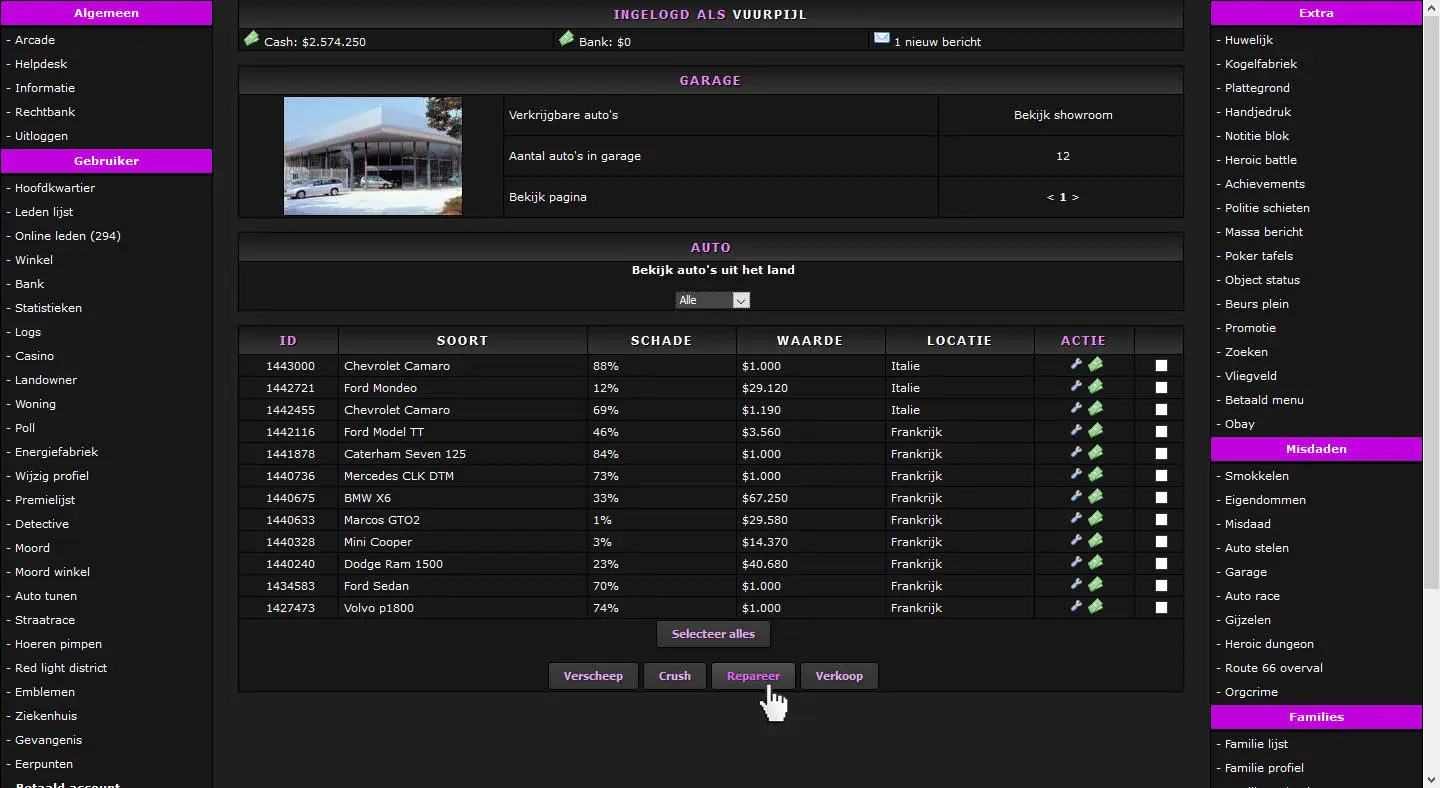 Algemeen
- Arcade
- Helpdesk
- Informatie
- Rechtbank
- Uitloggen
Gebruiker
- Hoofdkwartier
- Leden lijst
- Online leden (294)
- Winkel
- Bank
- Statistieken
- Logs
- Casino
- Landowner
- Woning
- Poll
- Energiefabriek
- Wijzig profiel
- Premielijst
- Detective
- Moord
- Moord winkel
- Auto tunen
- Straatrace
- Hoeren pimpen
- Red light district
- Emblemen
- Ziekenhuis
- Gevangenis
- Eerpunten
- Betaald account
INGELOGD ALS VUURPIJL
Cash: $2.574.250 Bank: $0 1 nieuw bericht
GARAGE
Verkrijgbare auto's Bekijk showroom
Aantal auto's in garage 12
Bekijk pagina < 1 >
AUTO
Bekijk auto's uit het land
Alle
ID SOORT SCHADE WAARDE LOCATIE ACTIE
1443000 Chevrolet Camaro 88% $1.000 Italie
1442721 Ford Mondeo 12% $29.120 Italie
1442455 Chevrolet Camaro 69% $1.190 Italie
1442116 Ford Model TT 46% $3.560 Frankrijk
1441878 Caterham Seven 125 84% $1.000 Frankrijk
1440736 Mercedes CLK DTM 73% $1.000 Frankrijk
1440675 BMW X6 33% $67.250 Frankrijk
1440633 Marcos GTO2 1% $29.580 Frankrijk
1440328 Mini Cooper 3% $14.370 Frankrijk
1440240 Dodge Ram 1500 23% $40.680 Frankrijk
1434583 Ford Sedan 70% $1.000 Frankrijk
1427473 Volvo p1800 74% $1.000 Frankrijk
Selecteer alles
Verscheep Crush Repareer Verkoop
Extra
- Huwelijk
- Kogelfabriek
- Plattegrond
- Handjedruk
- Notitie blok
- Heroic battle
- Achievements
- Politie schieten
- Massa bericht
- Poker tafels
- Object status
- Beurs plein
- Promotie
- Zoeken
- Vliegveld
- Betaald menu
- Obay
Misdaden
- Smokkelen
- Eigendommen
- Misdaad
- Auto stelen
- Garage
- Auto race
- Gijzelen
- Heroic dungeon
- Route 66 overval
- Orgcrime
Families
- Familie lijst
- Familie profiel